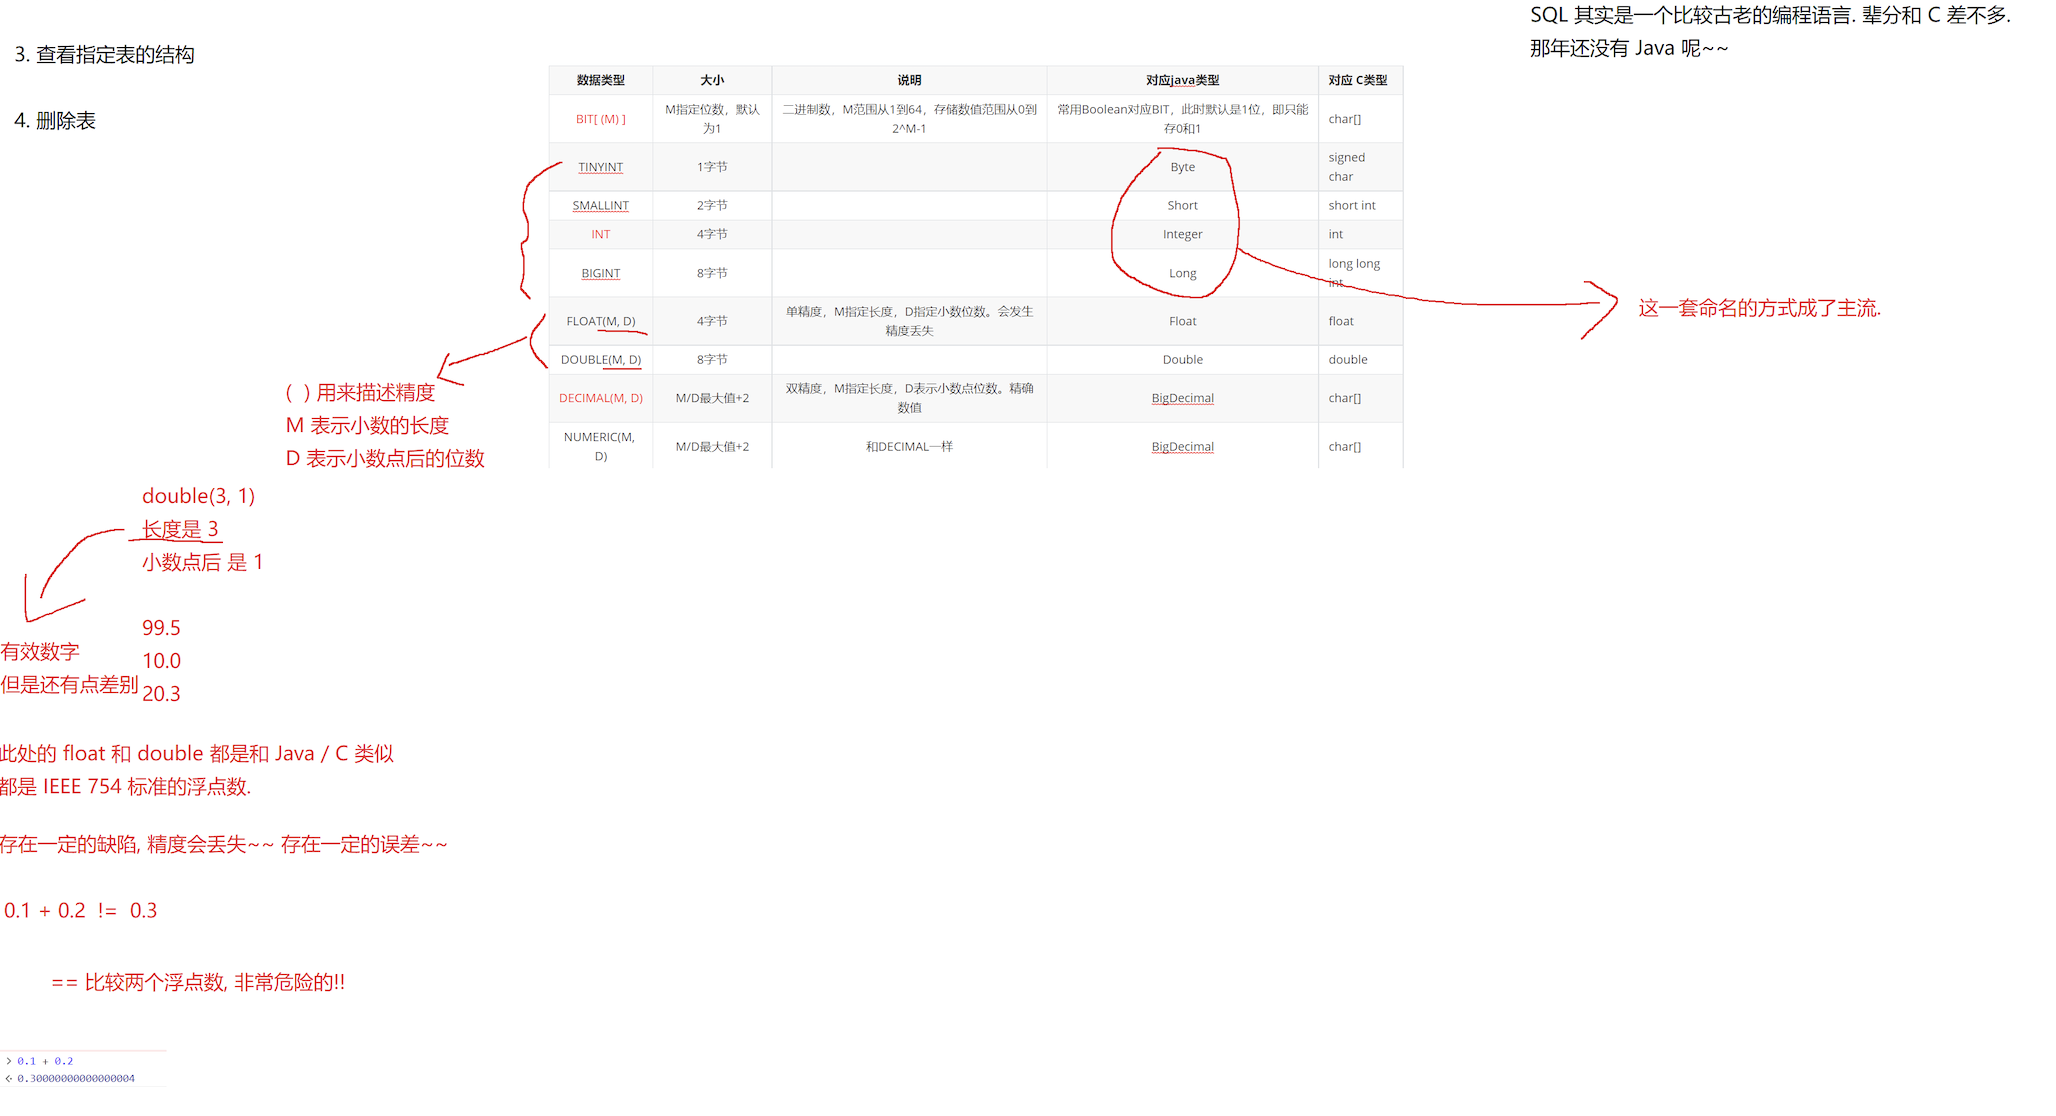 SQL 其实是一个比较古老的编程语言. 辈分和 C 差不多.
那年还没有 Java 呢~~
3. 查看指定表的结构
4. 删除表
数据类型 大小 说明 对应java类型 对应 C类型
BIT[ (M) ] M指定位数，默认为1 二进制数，M范围从1到64，存储数值范围从0到2^M-1 常用Boolean对应BIT，此时默认是1位，即只能存0和1 char[]
TINYINT 1字节 Byte signed char
SMALLINT 2字节 Short short int
INT 4字节 Integer int
BIGINT 8字节 Long long long int
FLOAT(M, D) 4字节 单精度，M指定长度，D指定小数位数。会发生精度丢失 Float float
DOUBLE(M, D) 8字节 Double double
DECIMAL(M, D) M/D最大值+2 双精度，M指定长度，D表示小数点位数。精确数值 BigDecimal char[]
NUMERIC(M, D) M/D最大值+2 和DECIMAL一样 BigDecimal char[]
这一套命名的方式成了主流.
( ) 用来描述精度
M 表示小数的长度
D 表示小数点后的位数
double(3, 1)
长度是 3
小数点后 是 1
99.5
10.0
20.3
有效数字
但是还有点差别
此处的 float 和 double 都是和 Java / C 类似
都是 IEEE 754 标准的浮点数.
存在一定的缺陷, 精度会丢失~~ 存在一定的误差~~
0.1 + 0.2 != 0.3
== 比较两个浮点数, 非常危险的!!
> 0.1 + 0.2
0.30000000000000004